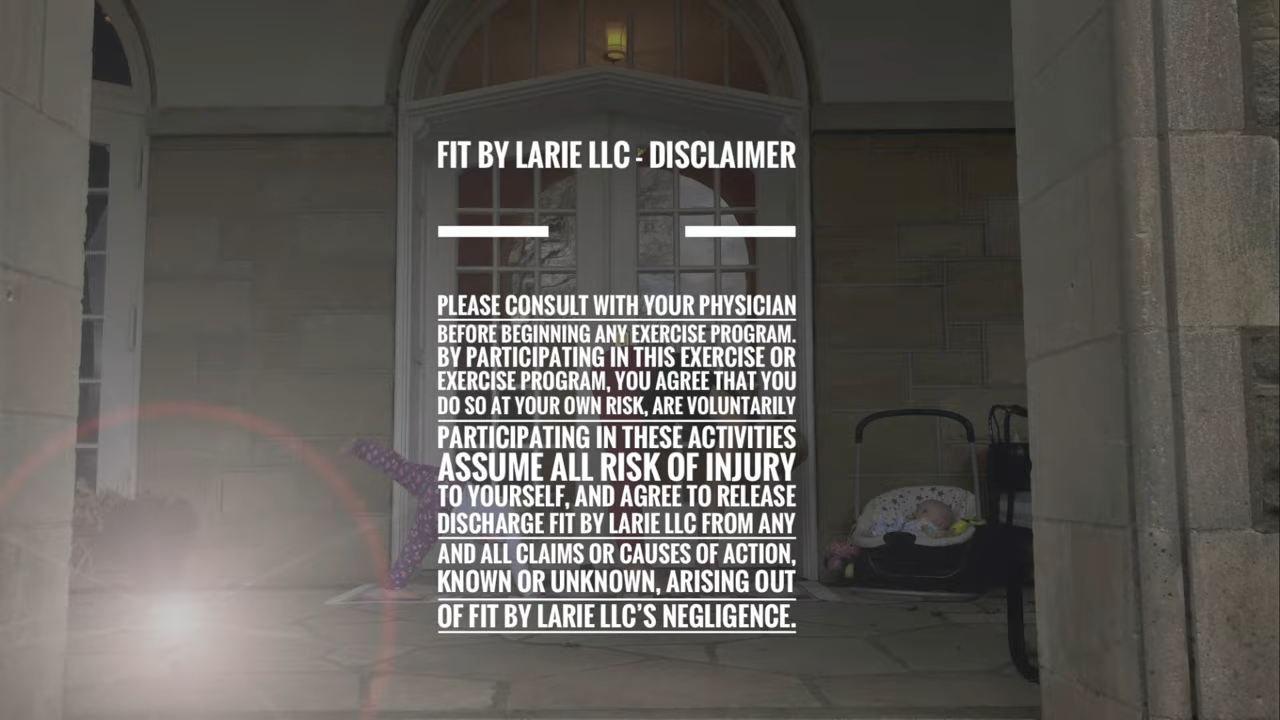 FIT BY LARIE LLC - DISCLAIMER
PLEASE CONSULT WITH YOUR PHYSICIAN
BEFORE BEGINNING ANY EXERCISE PROGRAM.
BY PARTICIPATING IN THIS EXERCISE OR
EXERCISE PROGRAM, YOU AGREE THAT YOU
DO SO AT YOUR OWN RISK, ARE VOLUNTARILY
PARTICIPATING IN THESE ACTIVITIES
ASSUME ALL RISK OF INJURY
TO YOURSELF, AND AGREE TO RELEASE
DISCHARGE FIT BY LARIE LLC FROM ANY
AND ALL CLAIMS OR CAUSES OF ACTION,
KNOWN OR UNKNOWN, ARISING OUT
OF FIT BY LARIE LLC'S NEGLIGENCE.